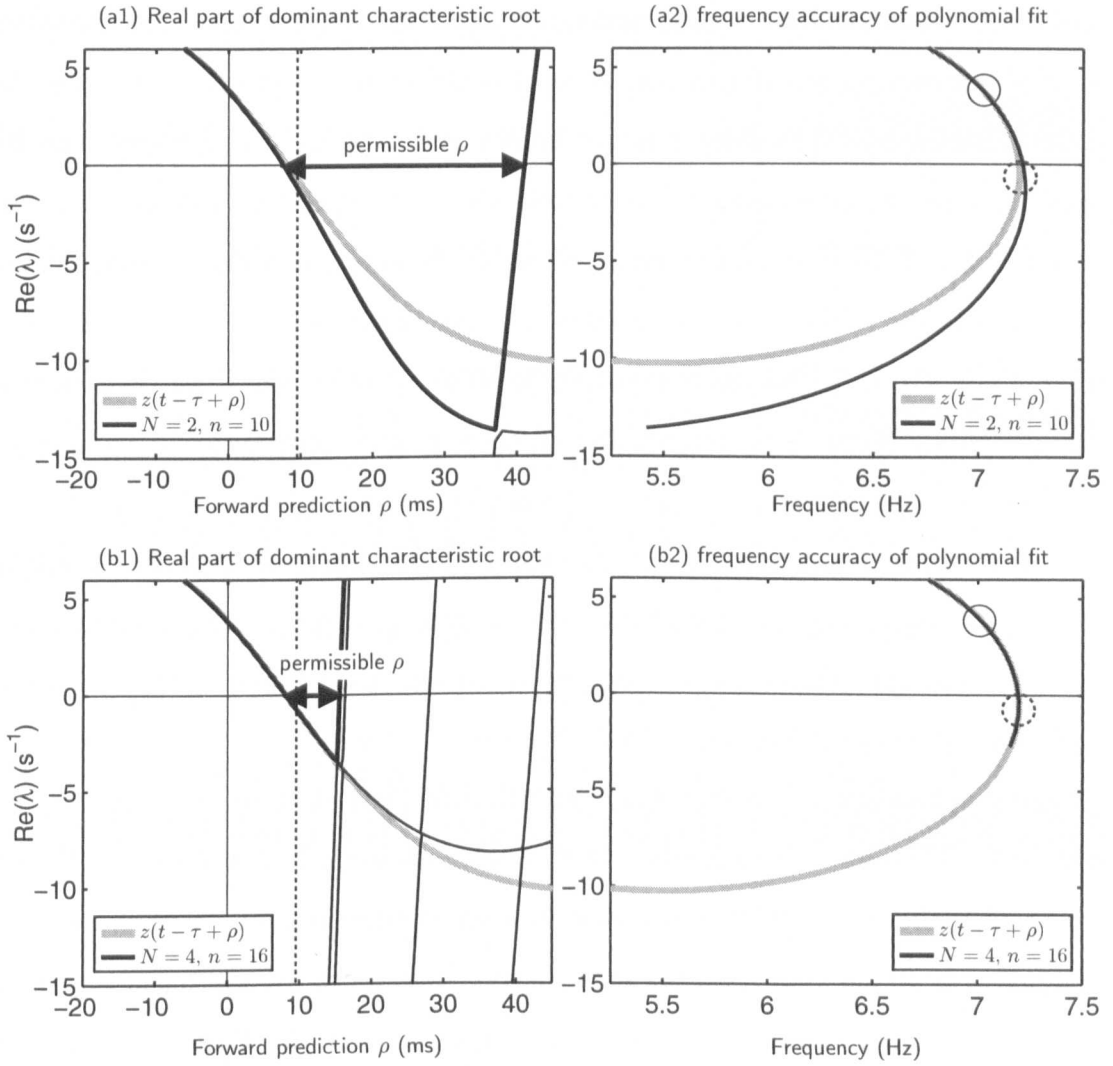 (a1) Real part of dominant characteristic root
(a2) frequency accuracy of polynomial fit
5
0
−5
−10
−15
Re(λ) (s⁻¹)
permissible ρ
z(t − τ + ρ)
N = 2, n = 10
−20 −10 0 10 20 30 40
Forward prediction ρ (ms)
5
0
−5
−10
−15
z(t − τ + ρ)
N = 2, n = 10
5.5 6 6.5 7 7.5
Frequency (Hz)
(b1) Real part of dominant characteristic root
(b2) frequency accuracy of polynomial fit
5
0
−5
−10
−15
Re(λ) (s⁻¹)
permissible ρ
z(t − τ + ρ)
N = 4, n = 16
−20 −10 0 10 20 30 40
Forward prediction ρ (ms)
5
0
−5
−10
−15
z(t − τ + ρ)
N = 4, n = 16
5.5 6 6.5 7 7.5
Frequency (Hz)